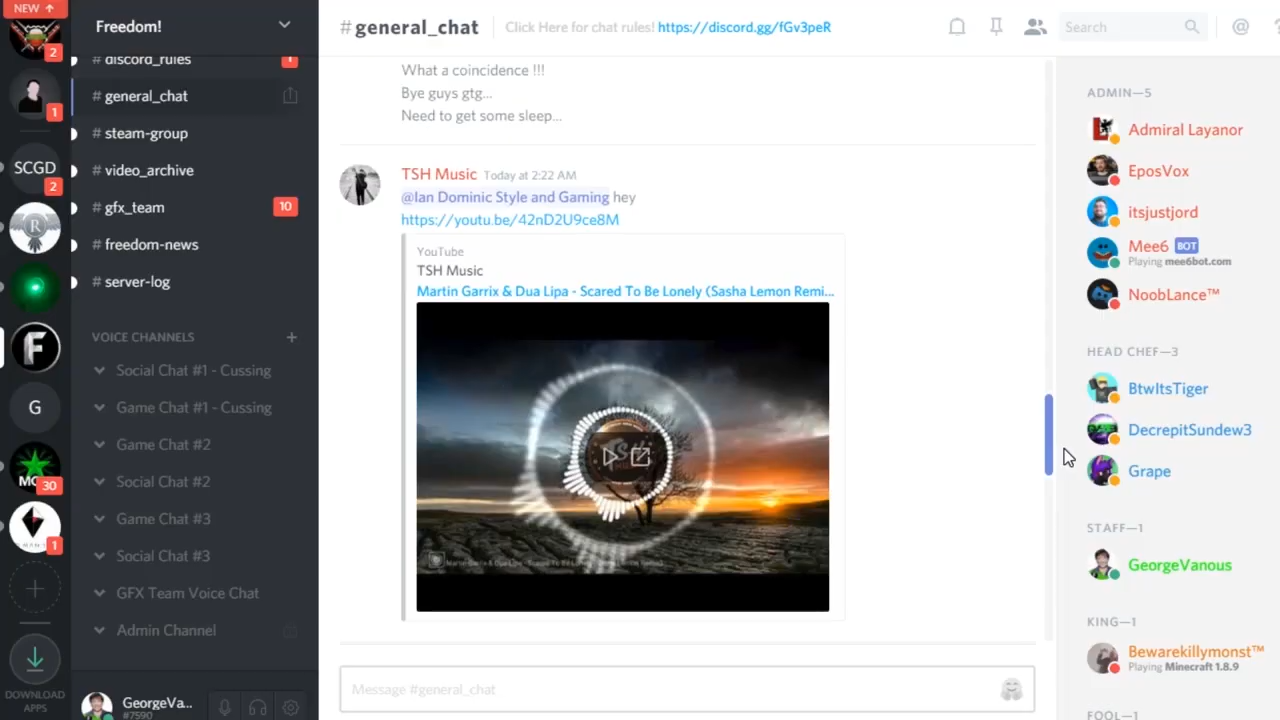 NEW ↑
2
1
SCGD
2
R
F
G
MC
30
1
DOWNLOAD
APPS
Freedom!
# discord_rules
1
# general_chat
# steam-group
# video_archive
# gfx_team
10
# freedom-news
# server-log
VOICE CHANNELS
Social Chat #1 - Cussing
Game Chat #1 - Cussing
Game Chat #2
Social Chat #2
Game Chat #3
Social Chat #3
GFX Team Voice Chat
Admin Channel
GeorgeVa...
#7590
#general_chat
Click Here for chat rules! https://discord.gg/fGv3peR
Search
@
?
What a coincidence !!!
Bye guys gtg...
Need to get some sleep...
TSH Music Today at 2:22 AM
@Ian Dominic Style and Gaming hey
https://youtu.be/42nD2U9ce8M
YouTube
TSH Music
Martin Garrix & Dua Lipa - Scared To Be Lonely (Sasha Lemon Remi...
Message #general_chat
ADMIN—5
Admiral Layanor
EposVox
itsjustjord
Mee6 BOT
Playing mee6bot.com
NoobLance™
HEAD CHEF—3
BtwItsTiger
DecrepitSundew3
Grape
STAFF—1
GeorgeVanous
KING—1
Bewarekillymonst™
Playing Minecraft 1.8.9
FOOL—1